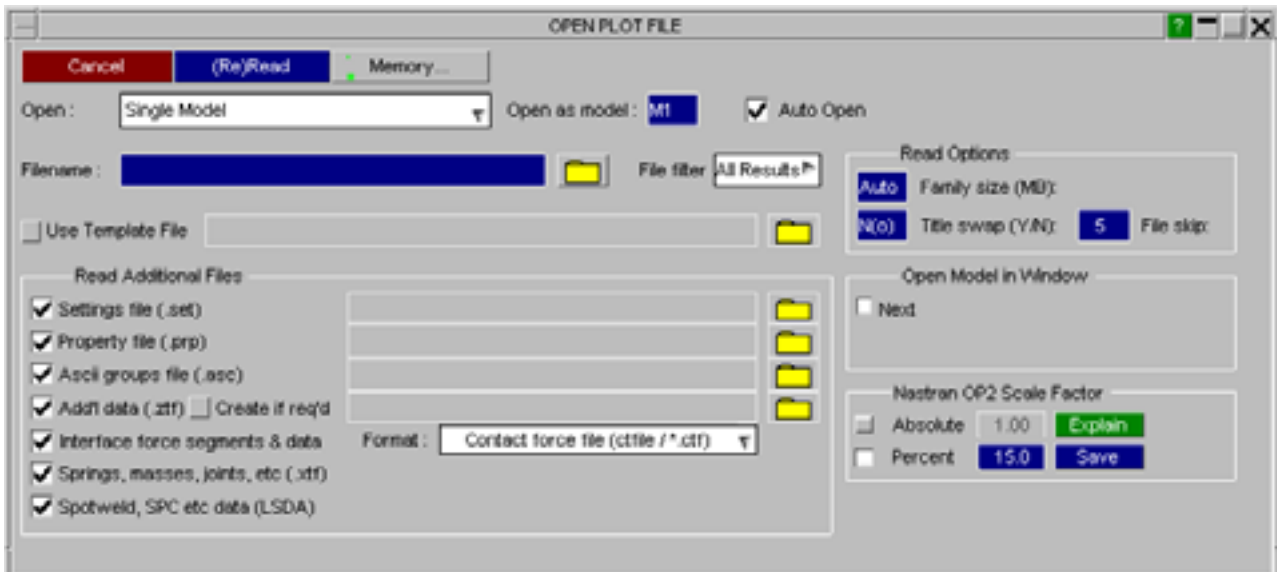 OPEN PLOT FILE ?
Cancel (Re)Read Memory...
Open : Single Model Open as model : M1 Auto Open
Filename : File filter All Results
Read Options
Auto Family size (MB):
N(o) Title swap (Y/N): 5 File skip:
Use Template File
Read Additional Files
Settings file (.set)
Property file (.prp)
Ascii groups file (.asc)
Add'l data (.ztf) Create if req'd
Interface force segments & data Format : Contact force file (ctfile / *.ctf)
Springs, masses, joints, etc (.xtf)
Spotweld, SPC etc data (LSDA)
Open Model in Window
Next
Nastran OP2 Scale Factor
Absolute 1.00 Explain
Percent 15.0 Save